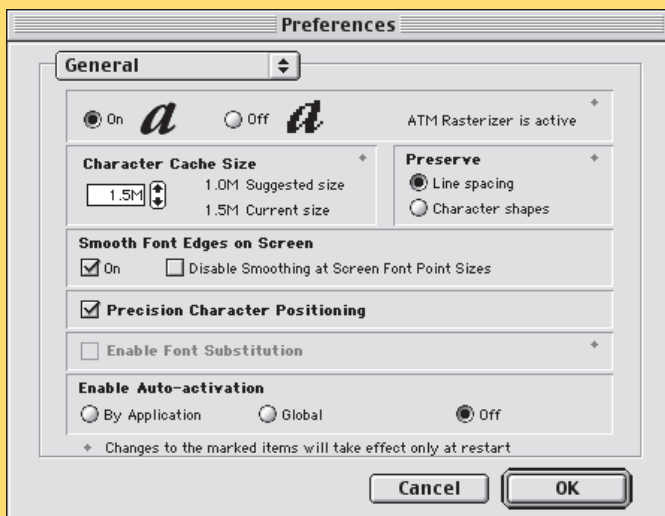 Preferences
General
On a Off a ATM Rasterizer is active
Character Cache Size
1.5M 1.0M Suggested size
1.5M Current size
Preserve
Line spacing
Character shapes
Smooth Font Edges on Screen
On Disable Smoothing at Screen Font Point Sizes
Precision Character Positioning
Enable Font Substitution
Enable Auto-activation
By Application Global Off
Changes to the marked items will take effect only at restart
Cancel OK